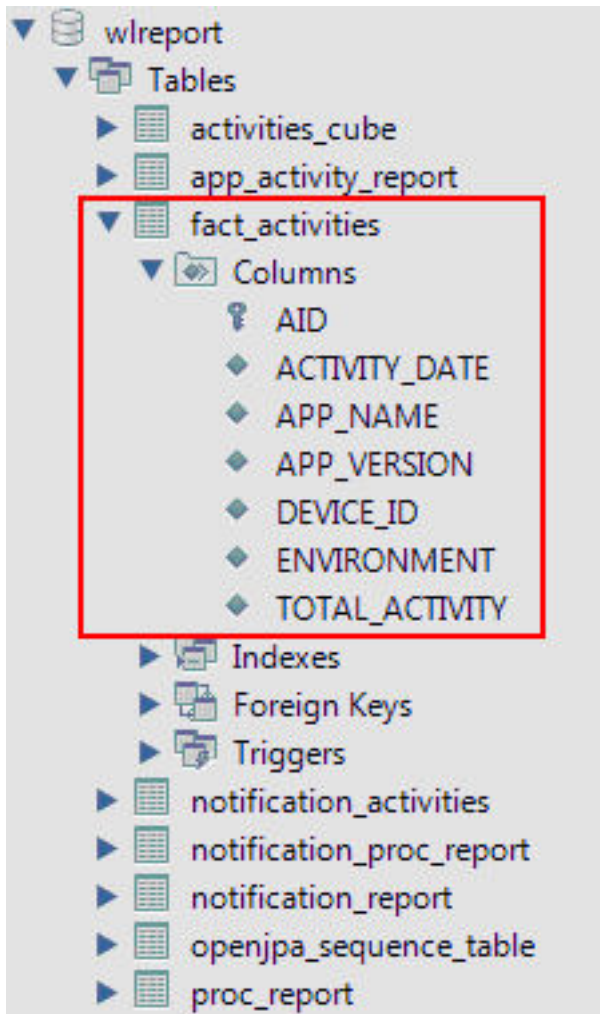 wlreport
Tables
activities_cube
app_activity_report
fact_activities
Columns
AID
ACTIVITY_DATE
APP_NAME
APP_VERSION
DEVICE_ID
ENVIRONMENT
TOTAL_ACTIVITY
Indexes
Foreign Keys
Triggers
notification_activities
notification_proc_report
notification_report
openjpa_sequence_table
proc_report